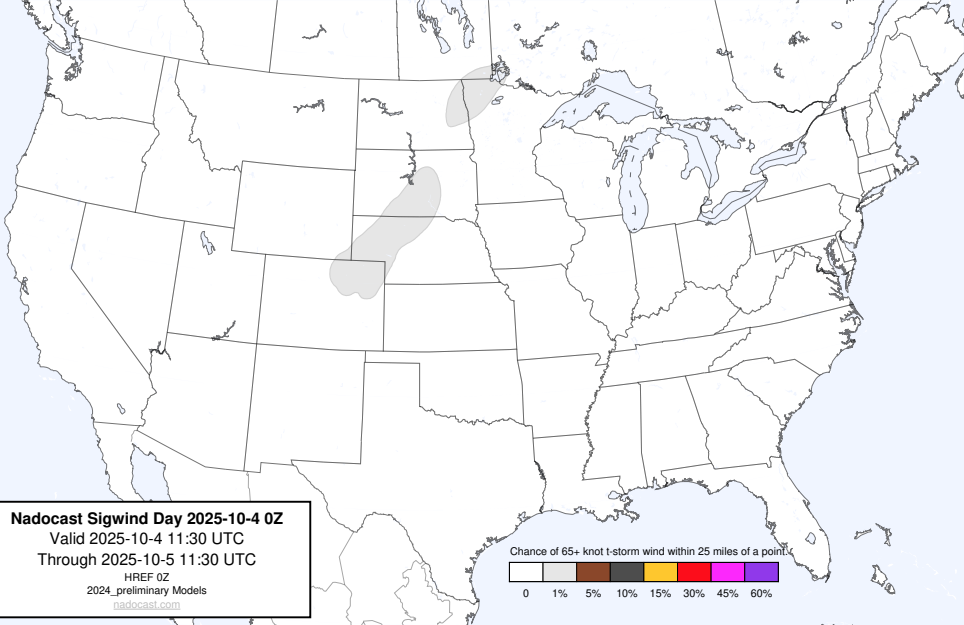 Nadocast Sigwind Day 2025-10-4 0Z
Valid 2025-10-4 11:30 UTC
Through 2025-10-5 11:30 UTC
HREF 0Z
2024_preliminary Models
nadocast.com
Chance of 65+ knot t-storm wind within 25 miles of a point.
0 1% 5% 10% 15% 30% 45% 60%